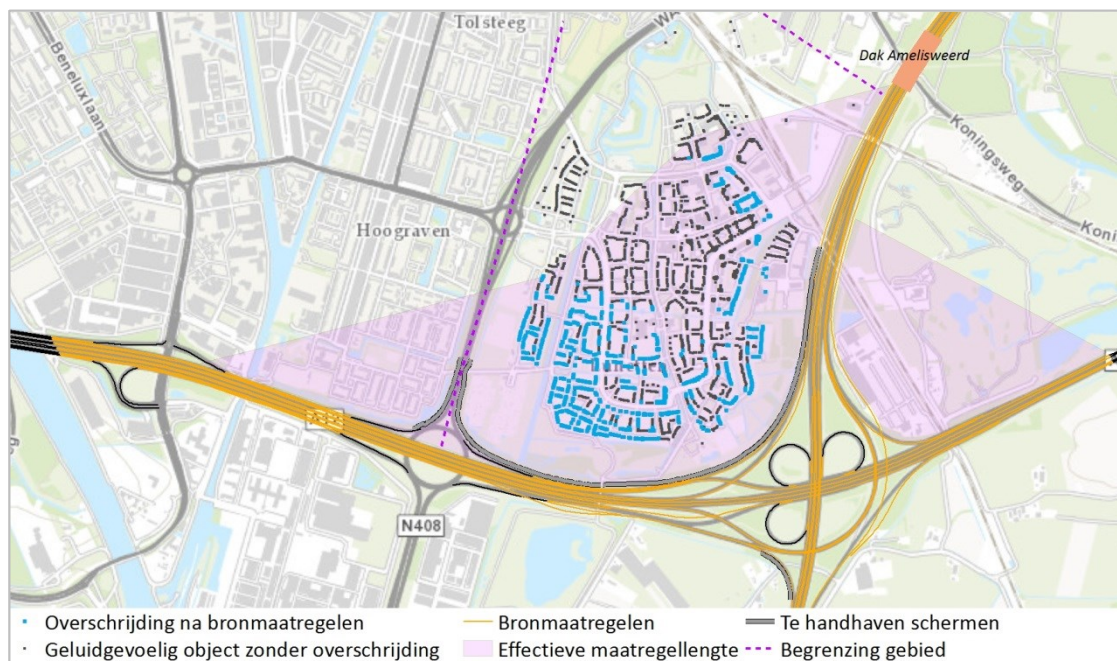 Tolsteeg
Dak Amelisweerd
Beneluxlaan
Koningsweg
Hoograven
N408
Overschrijding na bronmaatregelen
Bronmaatregelen
Te handhaven schermen
Geluidgevoelig object zonder overschrijding
Effectieve maatregellengte
Begrenzing gebied